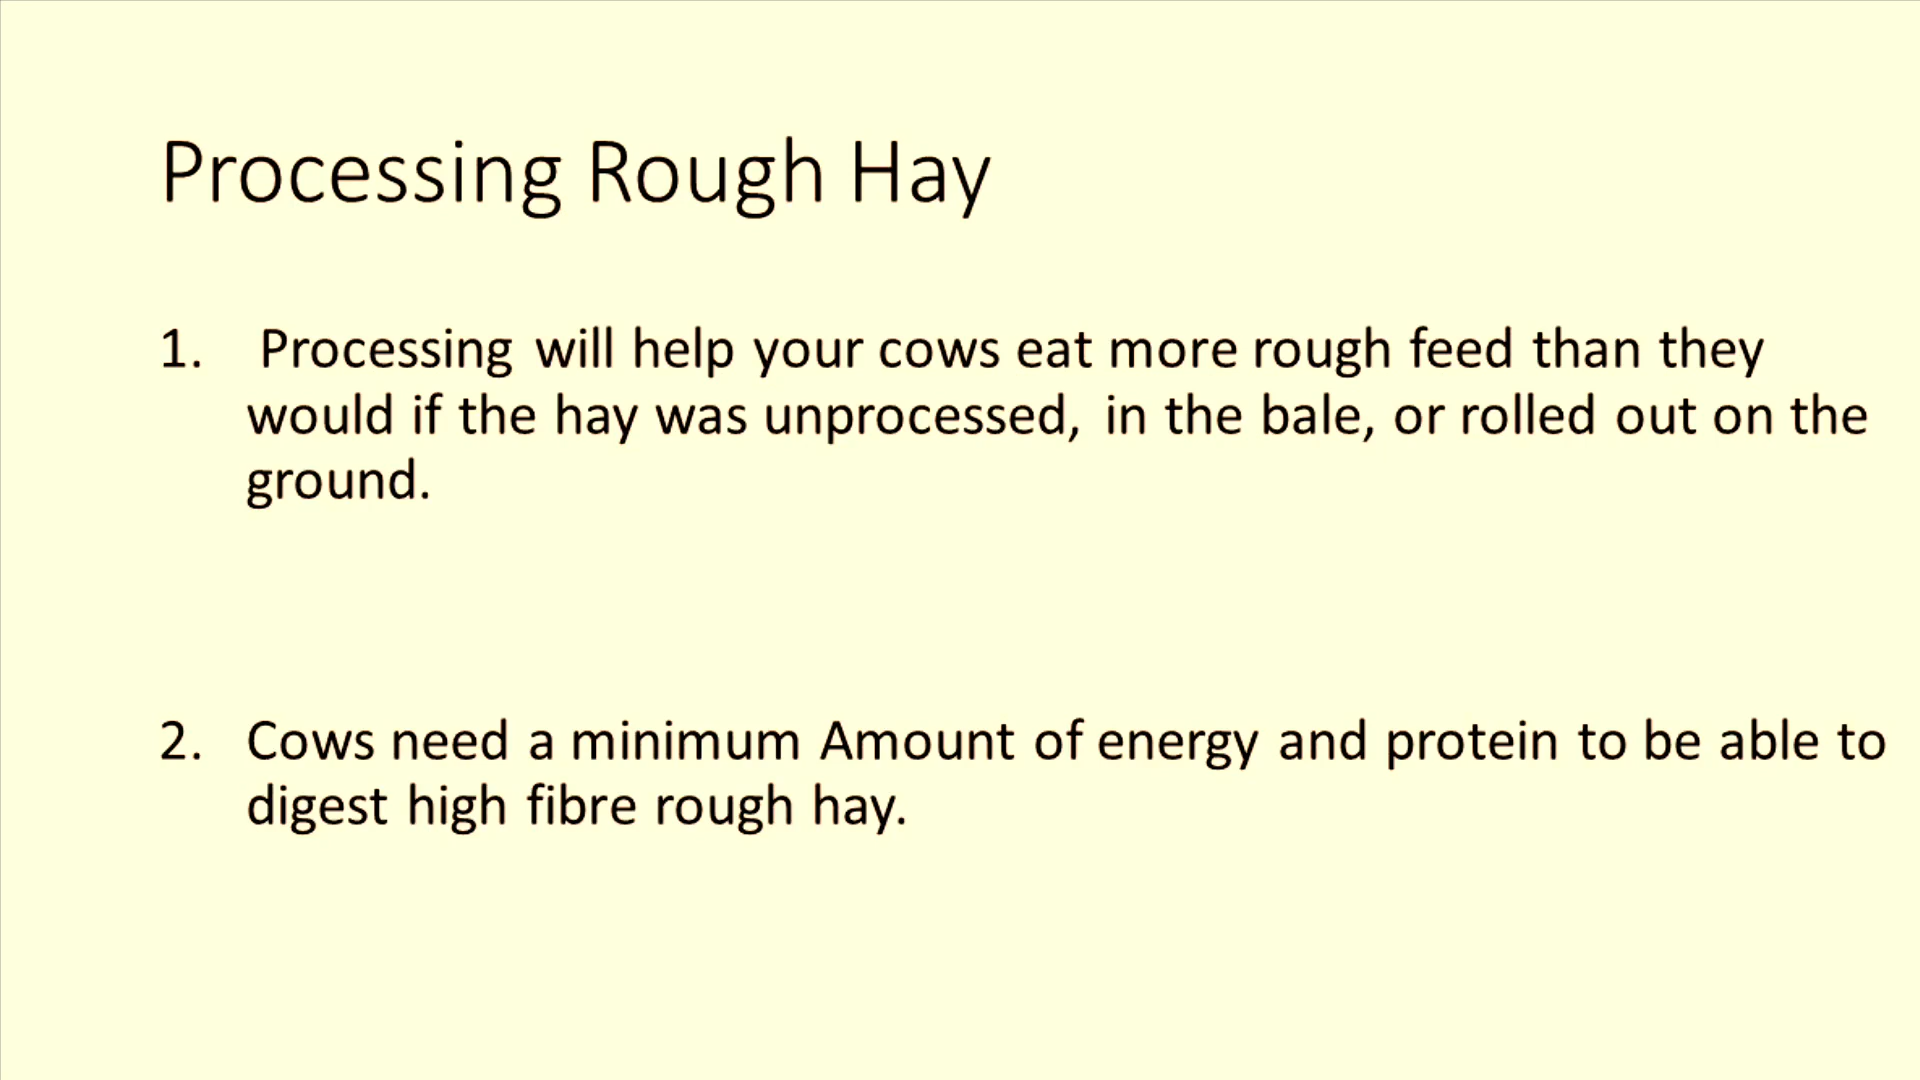 Processing Rough Hay
1. Processing will help your cows eat more rough feed than they
would if the hay was unprocessed, in the bale, or rolled out on the
ground.
2. Cows need a minimum Amount of energy and protein to be able to
digest high fibre rough hay.